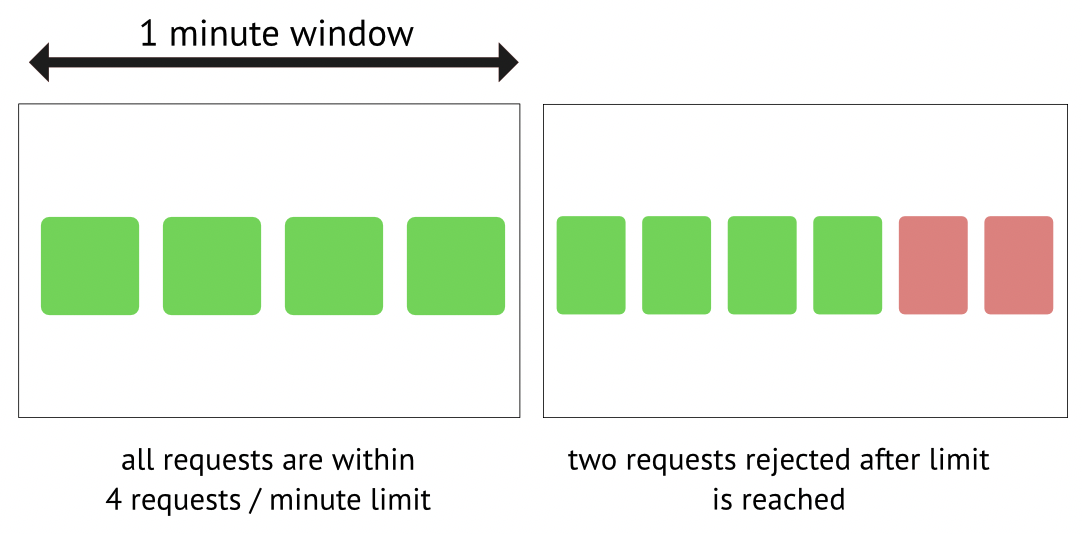 1 minute window
all requests are within
4 requests / minute limit
two requests rejected after limit
is reached